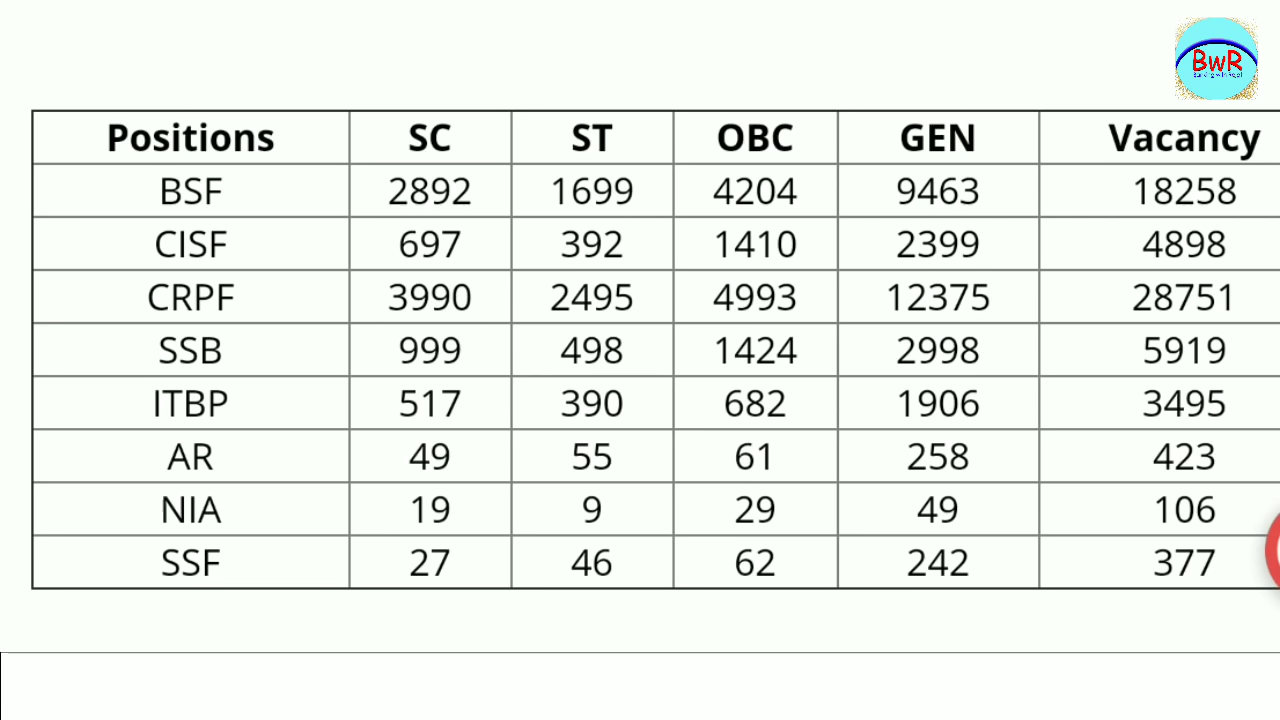 BwR
Positions SC ST OBC GEN Vacancy
BSF 2892 1699 4204 9463 18258
CISF 697 392 1410 2399 4898
CRPF 3990 2495 4993 12375 28751
SSB 999 498 1424 2998 5919
ITBP 517 390 682 1906 3495
AR 49 55 61 258 423
NIA 19 9 29 49 106
SSF 27 46 62 242 377